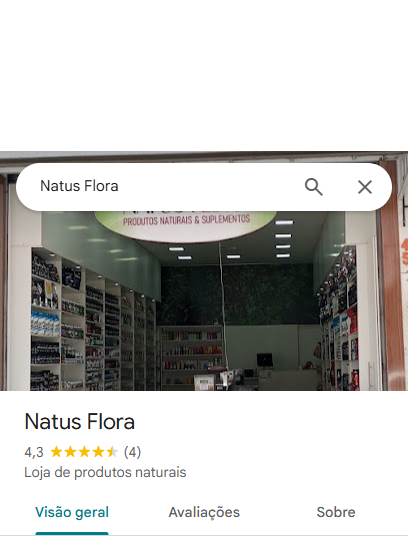 Natus Flora
PRODUTOS NATURAIS & SUPLEMENTOS
Natus Flora
4,3 (4)
Loja de produtos naturais
Visão geral Avaliações Sobre